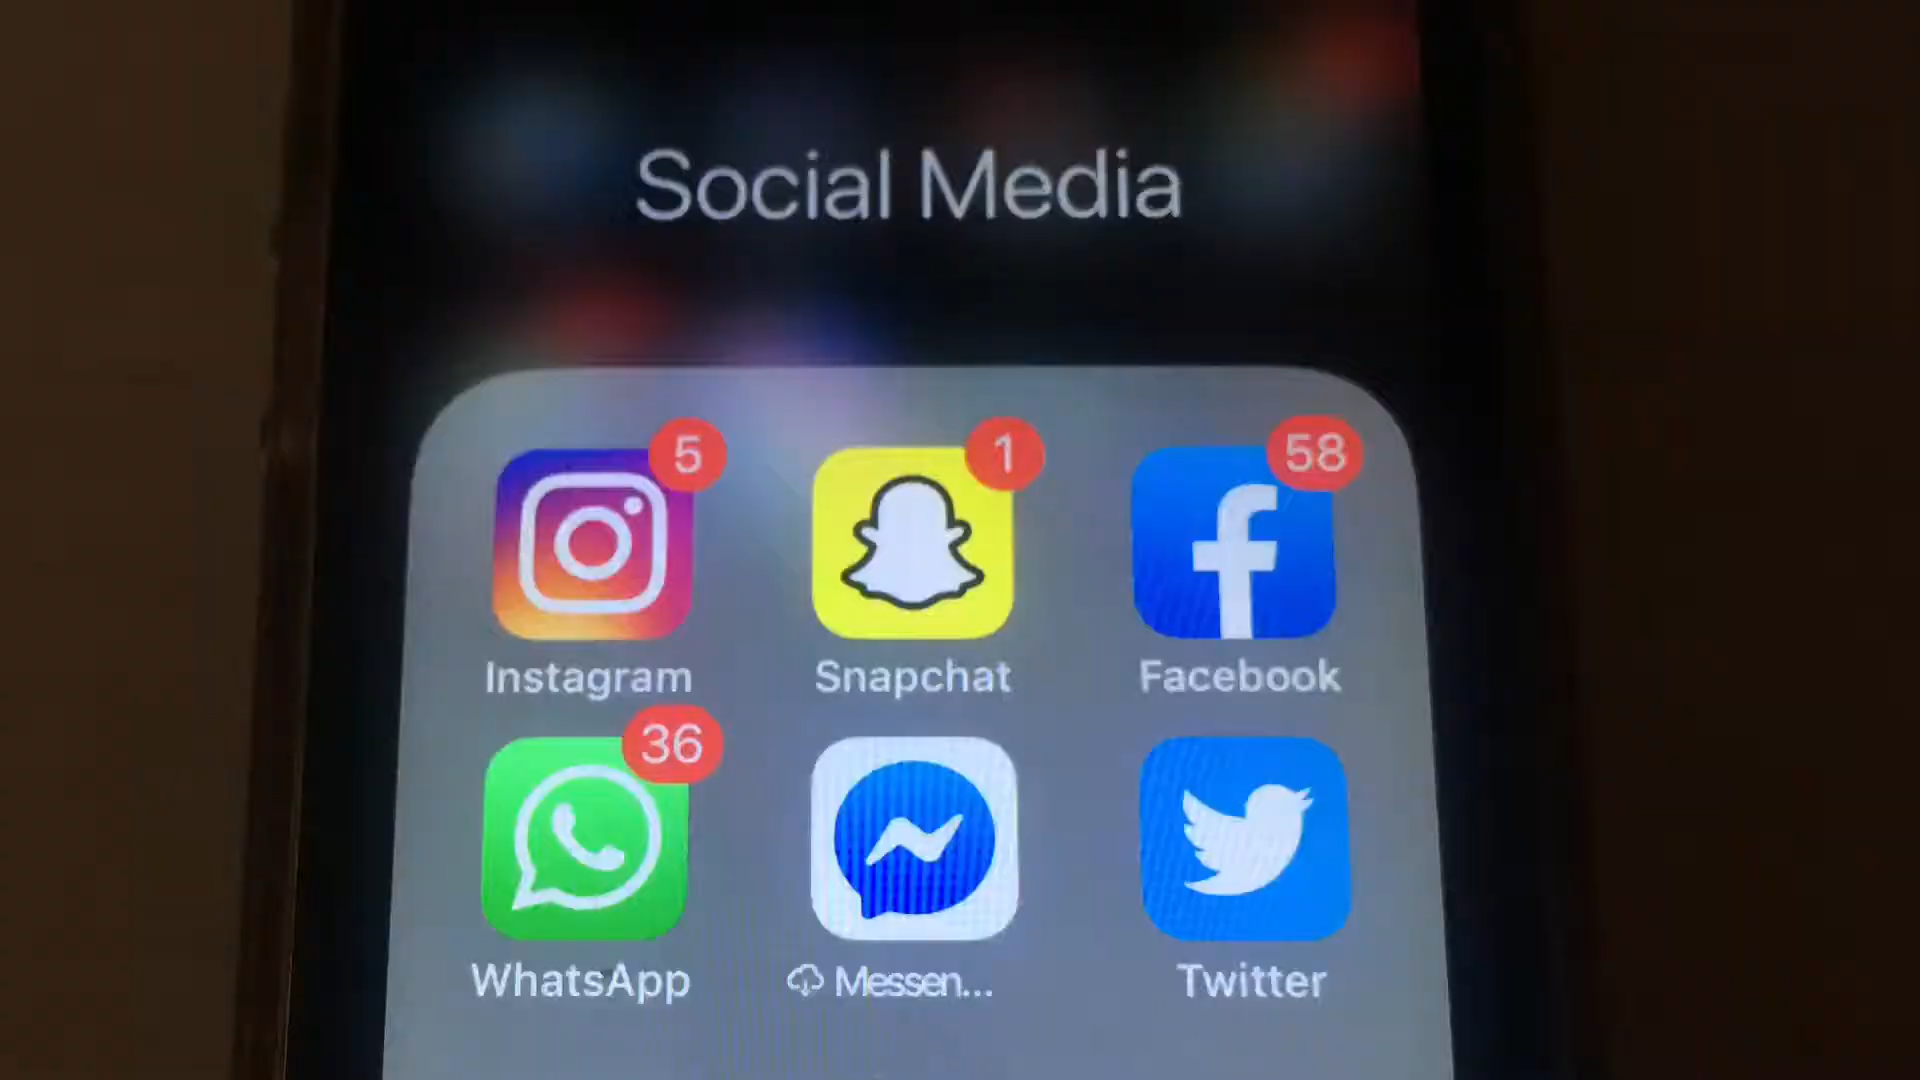 Social Media
5
1
58
Instagram
Snapchat
Facebook
36
WhatsApp
Messen...
Twitter